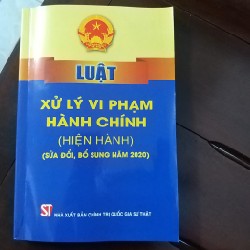 LUẬT
XỬ LÝ VI PHẠM
HÀNH CHÍNH
(HIỆN HÀNH)
(SỬA ĐỔI, BỔ SUNG NĂM 2020)
ST
NHÀ XUẤT BẢN CHÍNH TRỊ QUỐC GIA SỰ THẬT